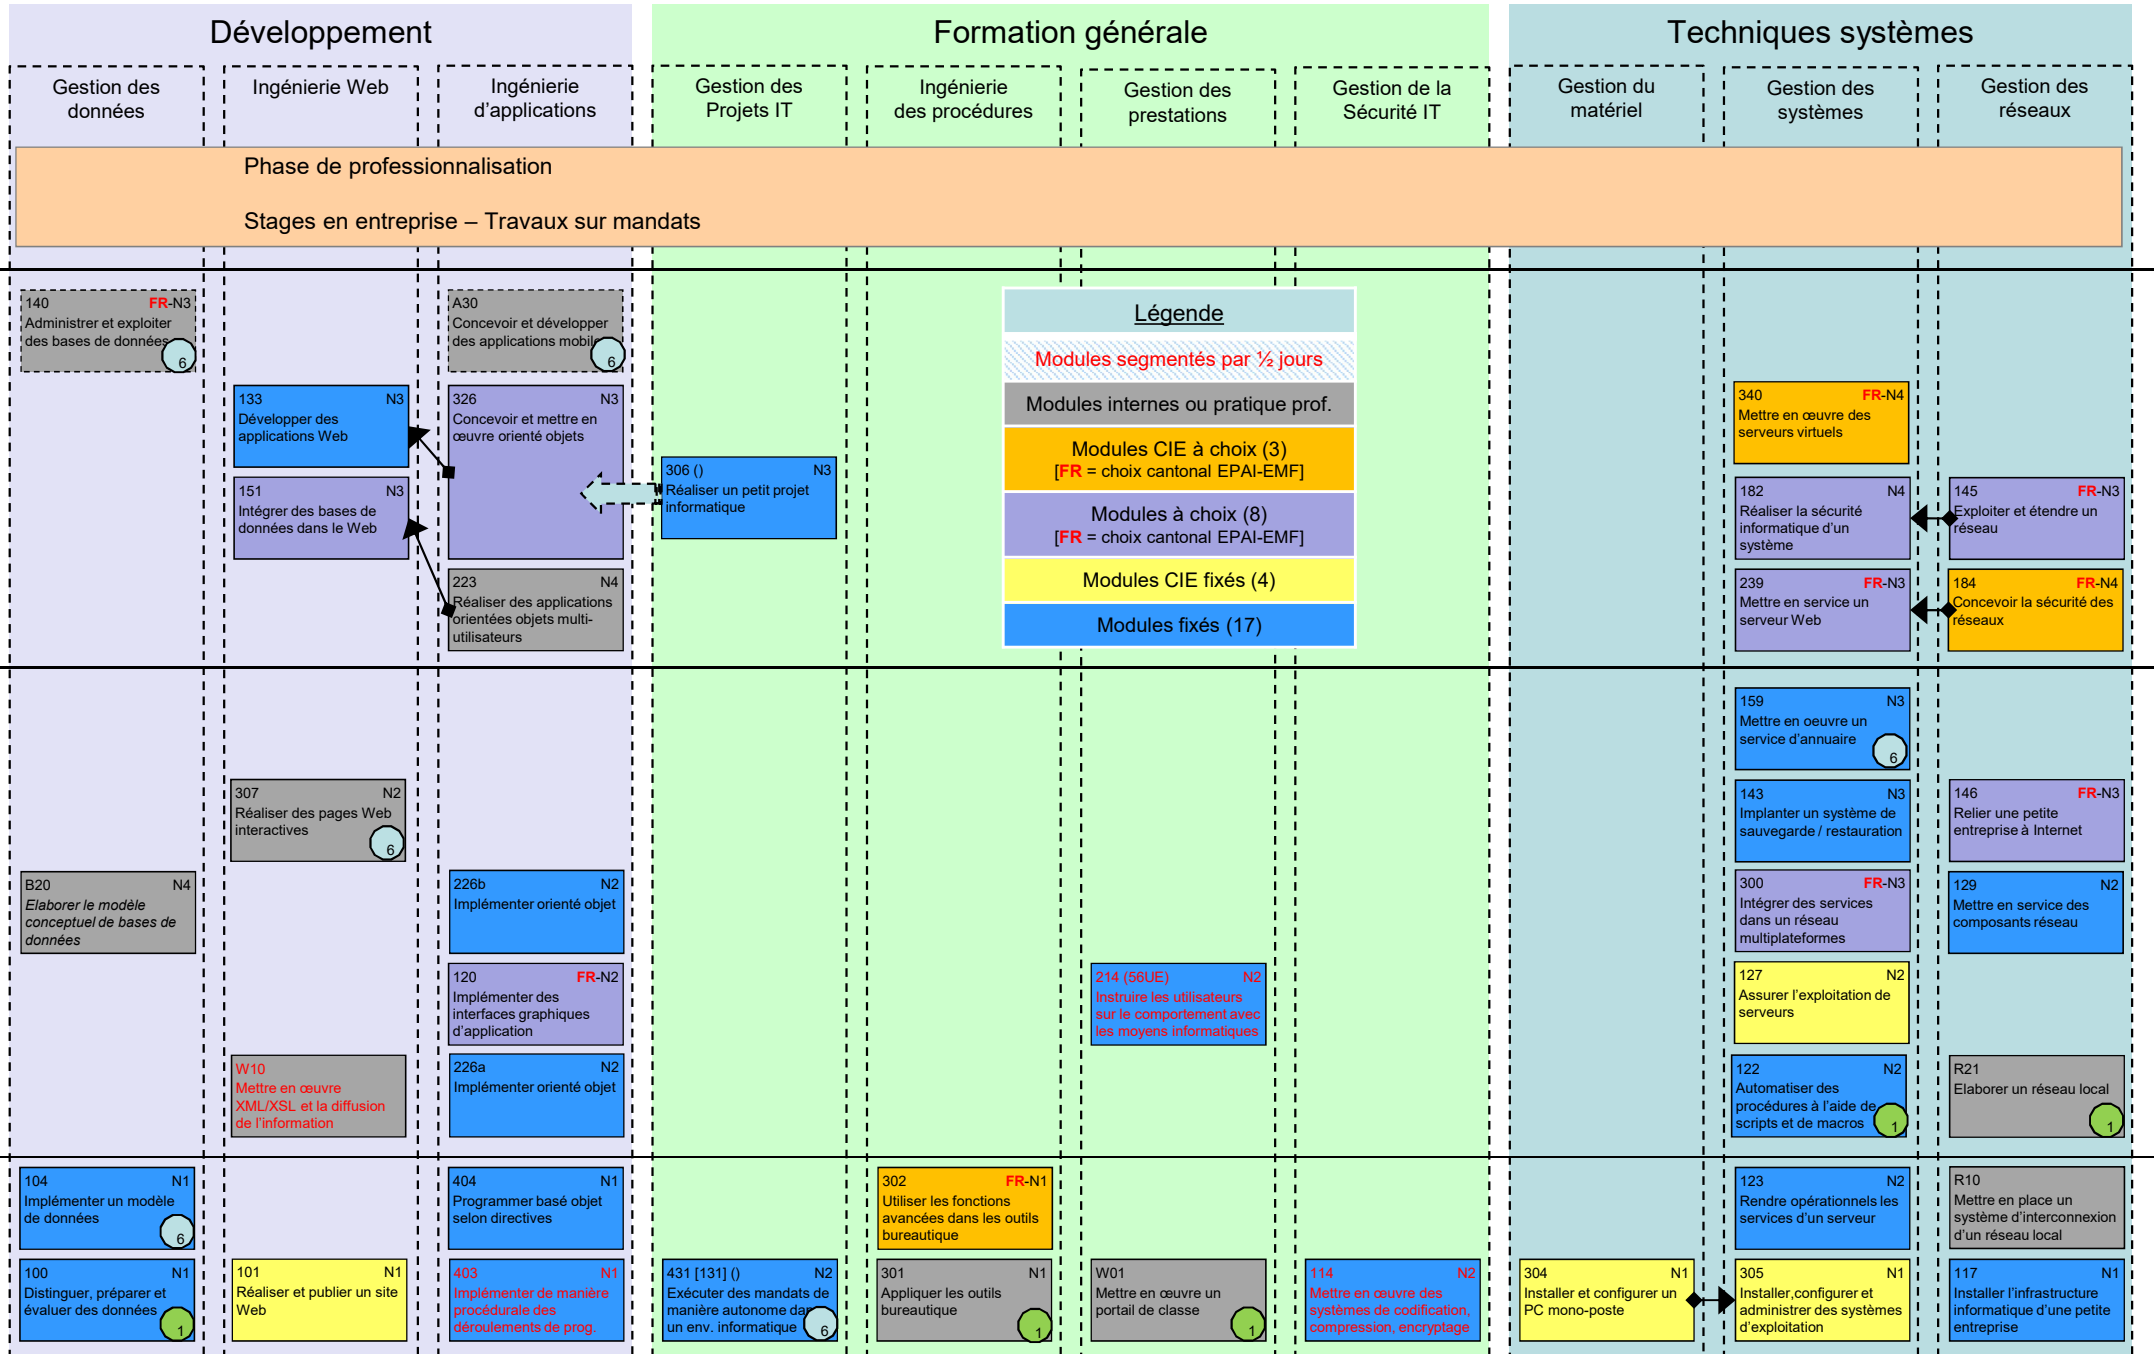 Développement
Formation générale
Techniques systèmes
Gestion des
données
Ingénierie Web
Ingénierie
d'applications
Gestion des
Projets IT
Ingénierie
des procédures
Gestion des
prestations
Gestion de la
Sécurité IT
Gestion du
matériel
Gestion des
systèmes
Gestion des
réseaux
Phase de professionnalisation
Stages en entreprise – Travaux sur mandats
140 FR-N3
Administrer et exploiter
des bases de données
6
A30
Concevoir et développer
des applications mobile
6
Légende
Modules segmentés par ½ jours
Modules internes ou pratique prof.
Modules CIE à choix (3)
[FR = choix cantonal EPAI-EMF]
Modules à choix (8)
[FR = choix cantonal EPAI-EMF]
Modules CIE fixés (4)
Modules fixés (17)
133 N3
Développer des
applications Web
326 N3
Concevoir et mettre en
œuvre orienté objets
340 FR-N4
Mettre en œuvre des
serveurs virtuels
306 () N3
Réaliser un petit projet
informatique
151 N3
Intégrer des bases de
données dans le Web
182 N4
Réaliser la sécurité
informatique d'un
système
145 FR-N3
Exploiter et étendre un
réseau
223 N4
Réaliser des applications
orientées objets multi-
utilisateurs
239 FR-N3
Mettre en service un
serveur Web
184 FR-N4
Concevoir la sécurité des
réseaux
159 N3
Mettre en oeuvre un
service d'annuaire
6
307 N2
Réaliser des pages Web
interactives
6
143 N3
Implanter un système de
sauvegarde / restauration
146 FR-N3
Relier une petite
entreprise à Internet
B20 N4
Elaborer le modèle
conceptuel de bases de
données
226b N2
Implémenter orienté objet
300 FR-N3
Intégrer des services
dans un réseau
multiplateformes
129 N2
Mettre en service des
composants réseau
120 FR-N2
Implémenter des
interfaces graphiques
d'application
214 (56UE) N2
Instruire les utilisateurs
sur le comportement avec
les moyens informatiques
127 N2
Assurer l'exploitation de
serveurs
W10
Mettre en œuvre
XML/XSL et la diffusion
de l'information
226a N2
Implémenter orienté objet
122 N2
Automatiser des
procédures à l'aide de
scripts et de macros
1
R21
Elaborer un réseau local
1
104 N1
Implémenter un modèle
de données
6
404 N1
Programmer basé objet
selon directives
302 FR-N1
Utiliser les fonctions
avancées dans les outils
bureautique
123 N2
Rendre opérationnels les
services d'un serveur
R10
Mettre en place un
système d'interconnexion
d'un réseau local
100 N1
Distinguer, préparer et
évaluer des données
1
101 N1
Réaliser et publier un site
Web
403 N1
Implémenter de manière
procédurale des
déroulements de prog.
431 [131] () N2
Exécuter des mandats de
manière autonome dans
un env. informatique
6
301 N1
Appliquer les outils
bureautique
1
W01
Mettre en œuvre un
portail de classe
1
114 N2
Mettre en œuvre des
systèmes de codification,
compression, encryptage
304 N1
Installer et configurer un
PC mono-poste
305 N1
Installer,configurer et
administrer des systèmes
d'exploitation
117 N1
Installer l'infrastructure
informatique d'une petite
entreprise